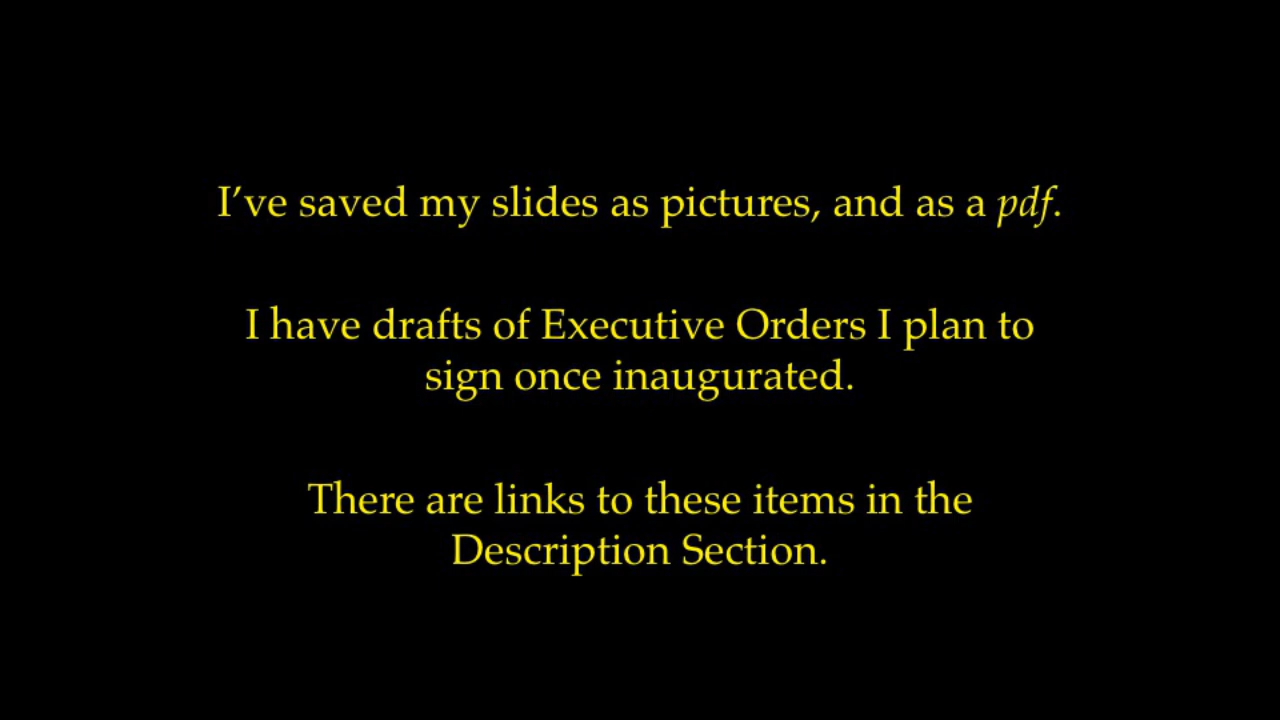 I’ve saved my slides as pictures, and as a pdf.
I have drafts of Executive Orders I plan to
sign once inaugurated.
There are links to these items in the
Description Section.